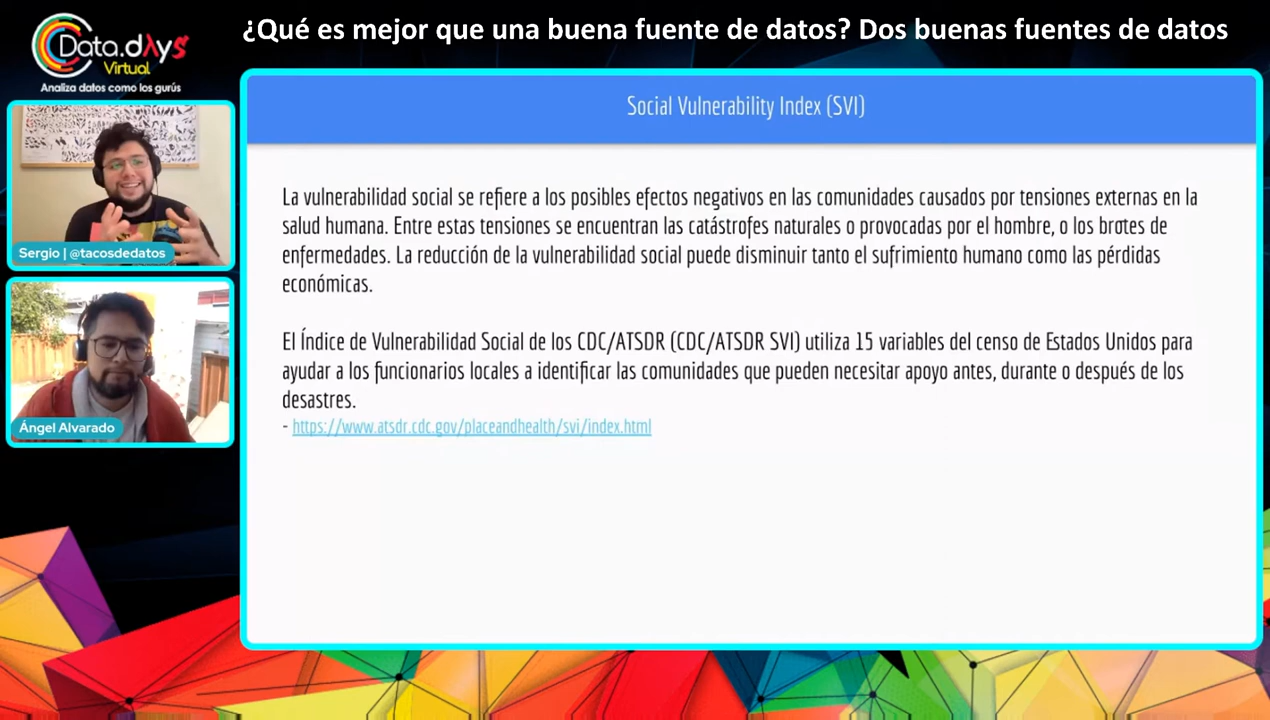 ¿Qué es mejor que una buena fuente de datos? Dos buenas fuentes de datos
Data.dAyS
Virtual
Analiza datos como los gurús
Sergio | @tacosdedatos
Ángel Alvarado
Social Vulnerability Index (SVI)
La vulnerabilidad social se refiere a los posibles efectos negativos en las comunidades causados por tensiones externas en la
salud humana. Entre estas tensiones se encuentran las catástrofes naturales o provocadas por el hombre, o los brotes de
enfermedades. La reducción de la vulnerabilidad social puede disminuir tanto el sufrimiento humano como las pérdidas
económicas.
El Índice de Vulnerabilidad Social de los CDC/ATSDR (CDC/ATSDR SVI) utiliza 15 variables del censo de Estados Unidos para
ayudar a los funcionarios locales a identificar las comunidades que pueden necesitar apoyo antes, durante o después de los
desastres.
- https://www.atsdr.cdc.gov/placeandhealth/svi/index.html